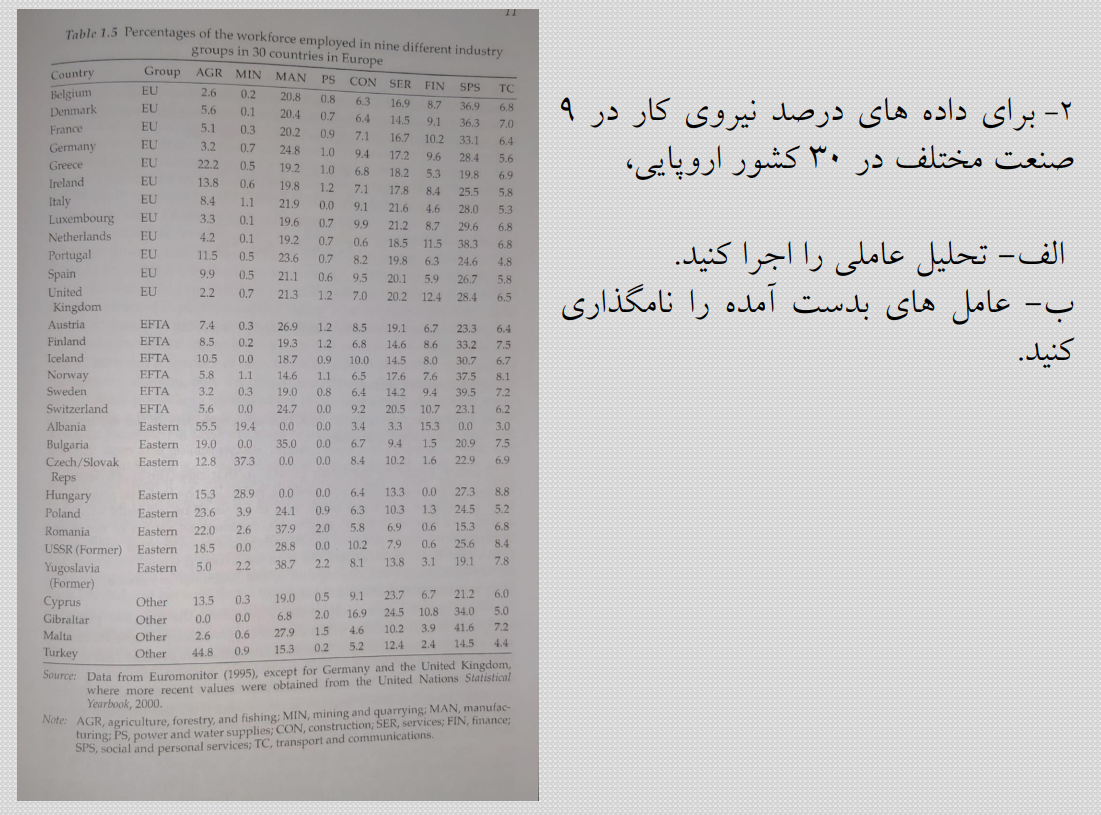 11
Table 1.5 Percentages of the workforce employed in nine different industry
groups in 30 countries in Europe
Country Group AGR MIN MAN PS CON SER FIN SPS TC
Belgium EU 2.6 0.2 20.8 0.8 6.3 16.9 8.7 36.9 6.8
Denmark EU 5.6 0.1 20.4 0.7 6.4 14.5 9.1 36.3 7.0
France EU 5.1 0.3 20.2 0.9 7.1 16.7 10.2 33.1 6.4
Germany EU 3.2 0.7 24.8 1.0 9.4 17.2 9.6 28.4 5.6
Greece EU 22.2 0.5 19.2 1.0 6.8 18.2 5.3 19.8 6.9
Ireland EU 13.8 0.6 19.8 1.2 7.1 17.8 8.4 25.5 5.8
Italy EU 8.4 1.1 21.9 0.0 9.1 21.6 4.6 28.0 5.3
Luxembourg EU 3.3 0.1 19.6 0.7 9.9 21.2 8.7 29.6 6.8
Netherlands EU 4.2 0.1 19.2 0.7 0.6 18.5 11.5 38.3 6.8
Portugal EU 11.5 0.5 23.6 0.7 8.2 19.8 6.3 24.6 4.8
Spain EU 9.9 0.5 21.1 0.6 9.5 20.1 5.9 26.7 5.8
United EU 2.2 0.7 21.3 1.2 7.0 20.2 12.4 28.4 6.5
Kingdom
Austria EFTA 7.4 0.3 26.9 1.2 8.5 19.1 6.7 23.3 6.4
Finland EFTA 8.5 0.2 19.3 1.2 6.8 14.6 8.6 33.2 7.5
Iceland EFTA 10.5 0.0 18.7 0.9 10.0 14.5 8.0 30.7 6.7
Norway EFTA 5.8 1.1 14.6 1.1 6.5 17.6 7.6 37.5 8.1
Sweden EFTA 3.2 0.3 19.0 0.8 6.4 14.2 9.4 39.5 7.2
Switzerland EFTA 5.6 0.0 24.7 0.0 9.2 20.5 10.7 23.1 6.2
Albania Eastern 55.5 19.4 0.0 0.0 3.4 3.3 15.3 0.0 3.0
Bulgaria Eastern 19.0 0.0 35.0 0.0 6.7 9.4 1.5 20.9 7.5
Czech/Slovak Eastern 12.8 37.3 0.0 0.0 8.4 10.2 1.6 22.9 6.9
Reps
Hungary Eastern 15.3 28.9 0.0 0.0 6.4 13.3 0.0 27.3 8.8
Poland Eastern 23.6 3.9 24.1 0.9 6.3 10.3 1.3 24.5 5.2
Romania Eastern 22.0 2.6 37.9 2.0 5.8 6.9 0.6 15.3 6.8
USSR (Former) Eastern 18.5 0.0 28.8 0.0 10.2 7.9 0.6 25.6 8.4
Yugoslavia Eastern 5.0 2.2 38.7 2.2 8.1 13.8 3.1 19.1 7.8
(Former)
Cyprus Other 13.5 0.3 19.0 0.5 9.1 23.7 6.7 21.2 6.0
Gibraltar Other 0.0 0.0 6.8 2.0 16.9 24.5 10.8 34.0 5.0
Malta Other 2.6 0.6 27.9 1.5 4.6 10.2 3.9 41.6 7.2
Turkey Other 44.8 0.9 15.3 0.2 5.2 12.4 2.4 14.5 4.4
Source: Data from Euromonitor (1995), except for Germany and the United Kingdom,
where more recent values were obtained from the United Nations Statistical
Yearbook, 2000.
Note: AGR, agriculture, forestry, and fishing; MIN, mining and quarrying; MAN, manufac-
turing; PS, power and water supplies; CON, construction; SER, services; FIN, finance;
SPS, social and personal services; TC, transport and communications.
۲- برای داده های درصد نیروی کار در ۹
صنعت مختلف در ۳۰ کشور اروپایی،
الف- تحلیل عاملی را اجرا کنید.
ب- عامل های بدست آمده را نامگذاری
کنید.